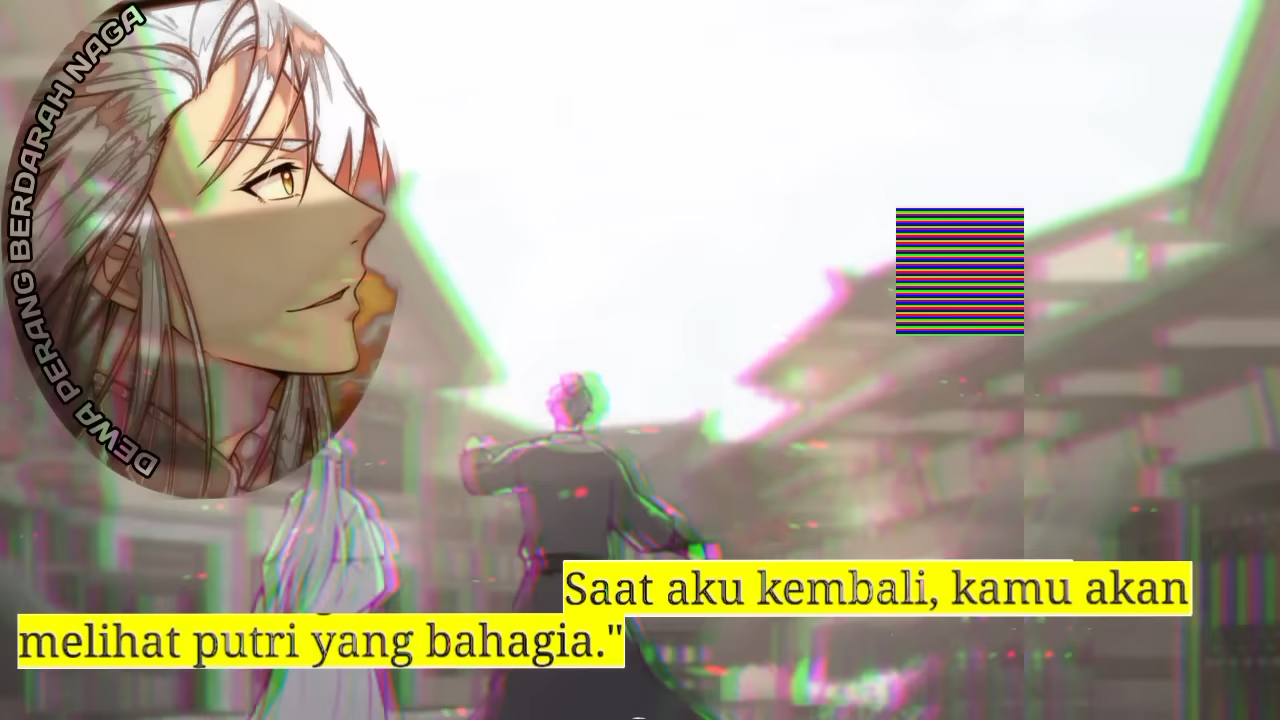 DEWA PERANG BERDARAH NAGA
Saat aku kembali, kamu akan
melihat putri yang bahagia."